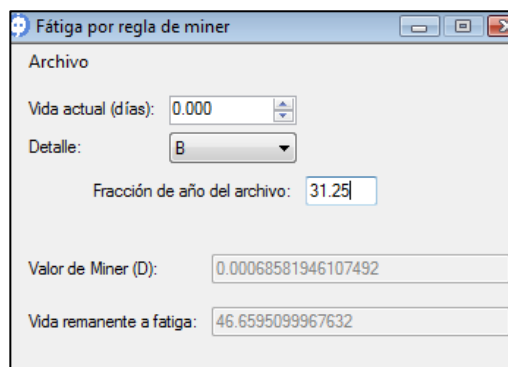 Fátiga por regla de miner
Archivo
Vida actual (días): 0.000
Detalle: B
Fracción de año del archivo: 31.25
Valor de Miner (D): 0.00068581946107492
Vida remanente a fatiga: 46.6595099967632